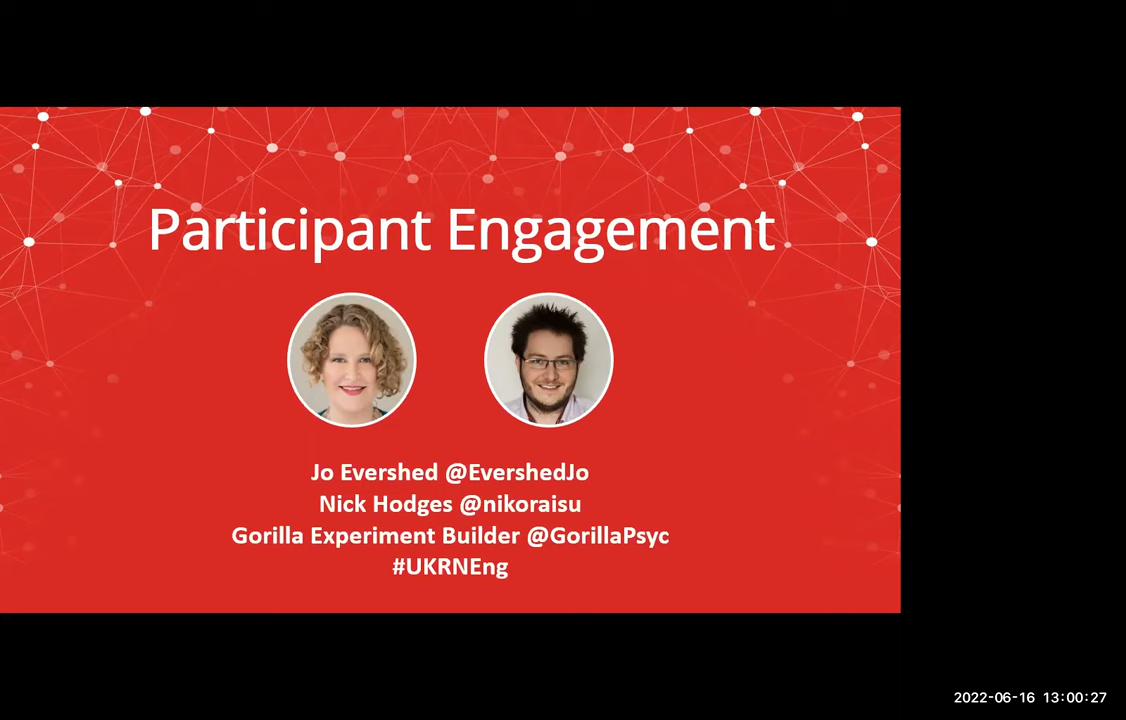 Participant Engagement
Jo Evershed @EvershedJo
Nick Hodges @nikoraisu
Gorilla Experiment Builder @GorillaPsyc
#UKRNEng
2022-06-16 13:00:27